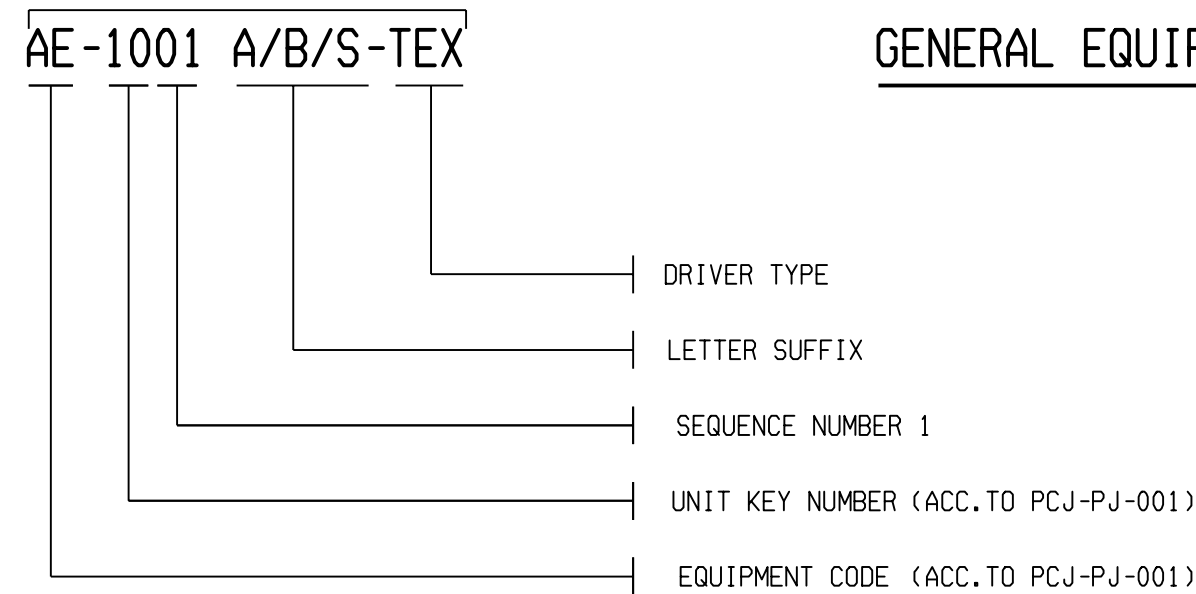 AE-1001 A/B/S-TEX
GENERAL
DRIVER TYPE
LETTER SUFFIX
SEQUENCE NUMBER 1
UNIT KEY NUMBER (ACC.TO PCJ-PJ-001)
EQUIPMENT CODE (ACC.TO PCJ-PJ-001)